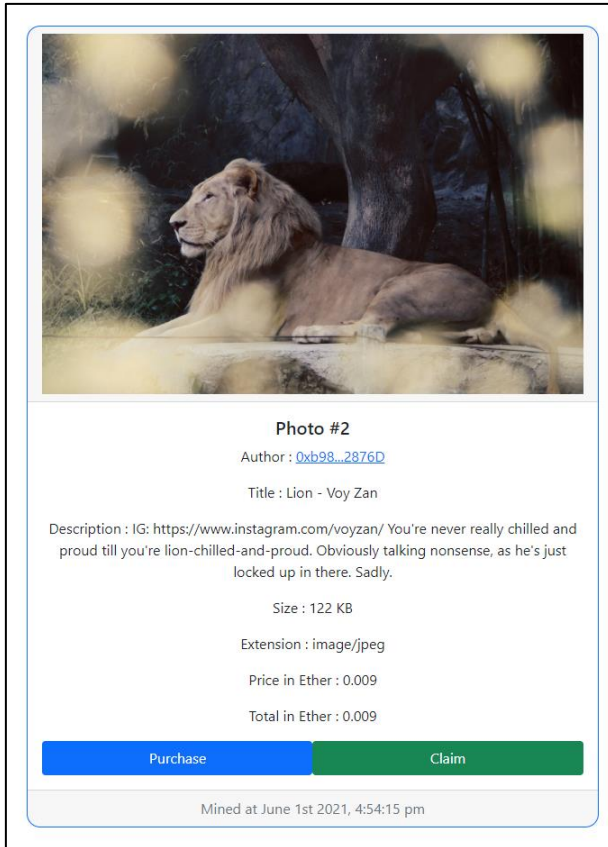 Photo #2
Author : 0xb98...2876D
Title : Lion - Voy Zan
Description : IG: https://www.instagram.com/voyzan/ You're never really chilled and
proud till you're lion-chilled-and-proud. Obviously talking nonsense, as he's just
locked up in there. Sadly.
Size : 122 KB
Extension : image/jpeg
Price in Ether : 0.009
Total in Ether : 0.009
Purchase
Claim
Mined at June 1st 2021, 4:54:15 pm